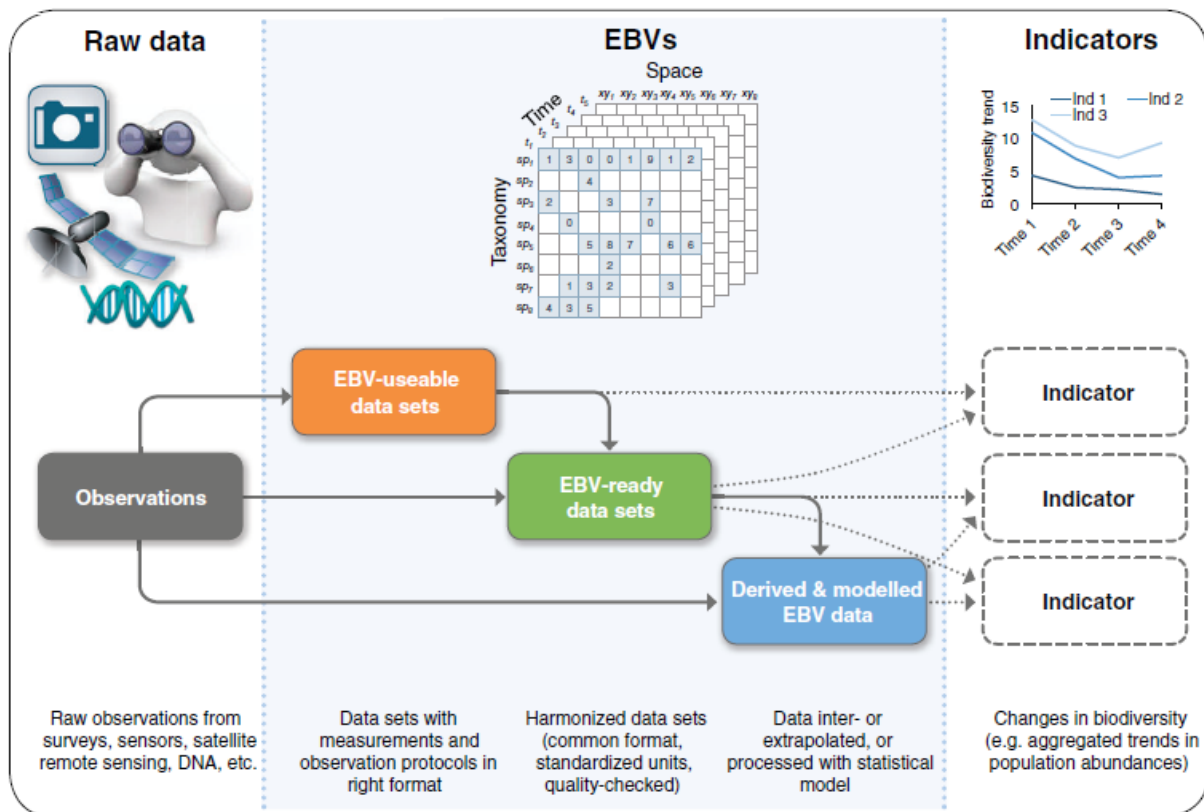 Raw data
EBVs
Indicators
Space
xy1 xy2 xy3 xy4 xy5 xy6 xy7 xy8
Time
t1 t2 t3 t4 t5
Taxonomy
sp1 1 3 0 0 1 9 1 2
sp2 4
sp3 2 3 7
sp4 0 0
sp5 5 8 7 6 6
sp6 2
sp7 1 3 2 3
sp8 4 3 5
Ind 1 Ind 2
Ind 3
Biodiversity trend
15
10
5
0
Time 1 Time 2 Time 3 Time 4
EBV-useable
data sets
Indicator
Observations
EBV-ready
data sets
Indicator
Derived & modelled
EBV data
Indicator
Raw observations from
surveys, sensors, satellite
remote sensing, DNA, etc.
Data sets with
measurements and
observation protocols in
right format
Harmonized data sets
(common format,
standardized units,
quality-checked)
Data inter- or
extrapolated, or
processed with statistical
model
Changes in biodiversity
(e.g. aggregated trends in
population abundances)